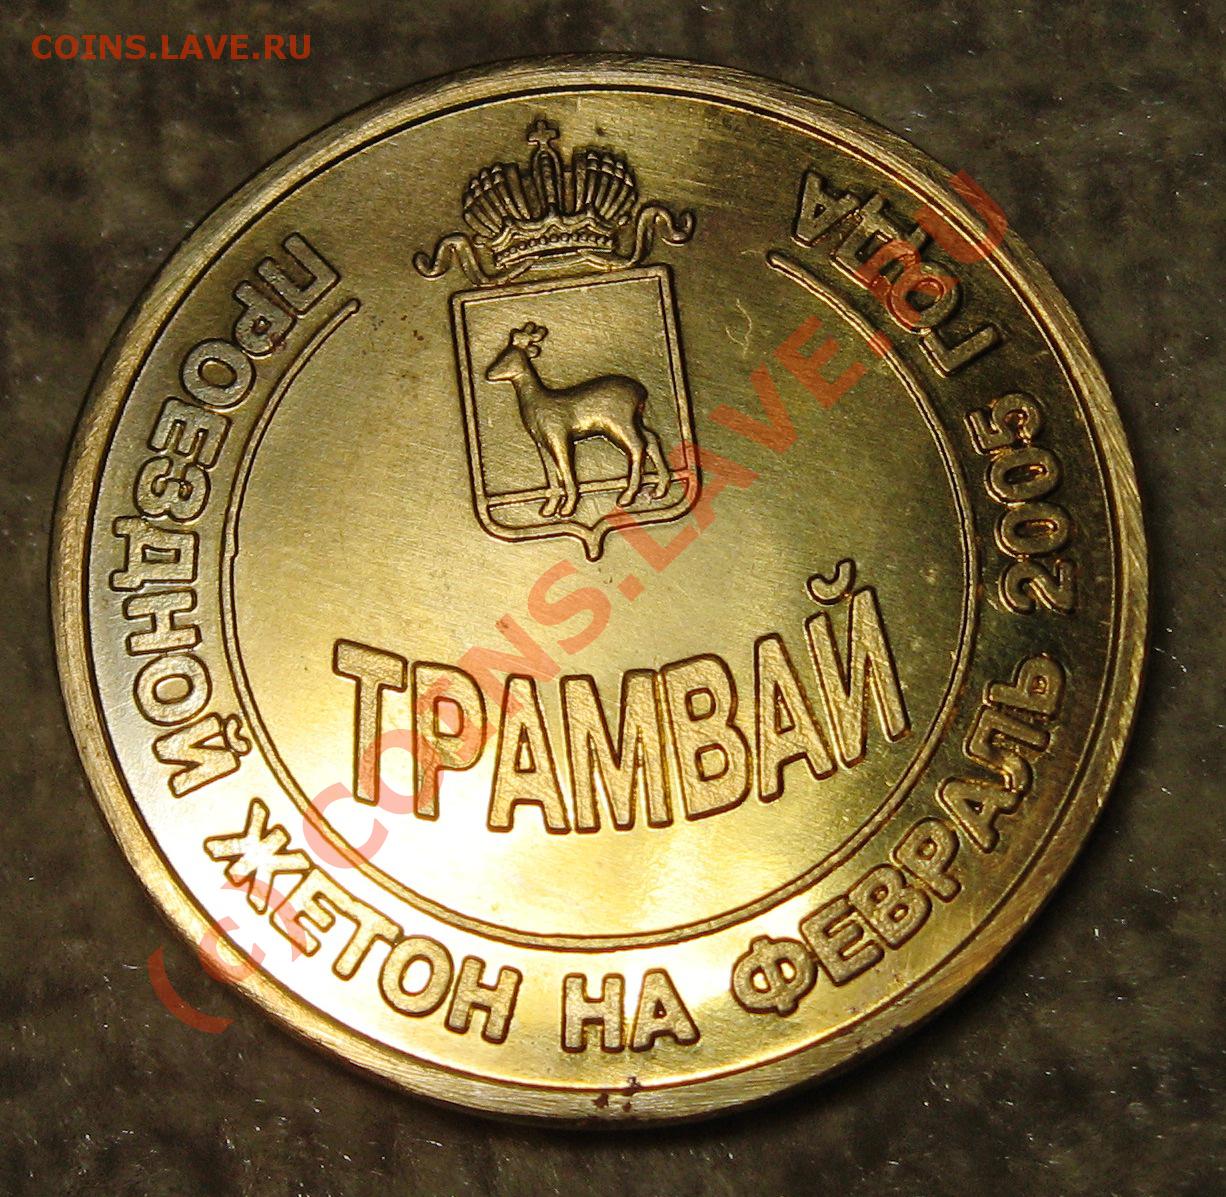 COINS.LAVE.RU
ПРОЕЗДНОЙ ЖЕТОН НА ФЕВРАЛЬ 2005 ГОДА
ТРАМВАЙ
(c) COINS.LAVE.RU